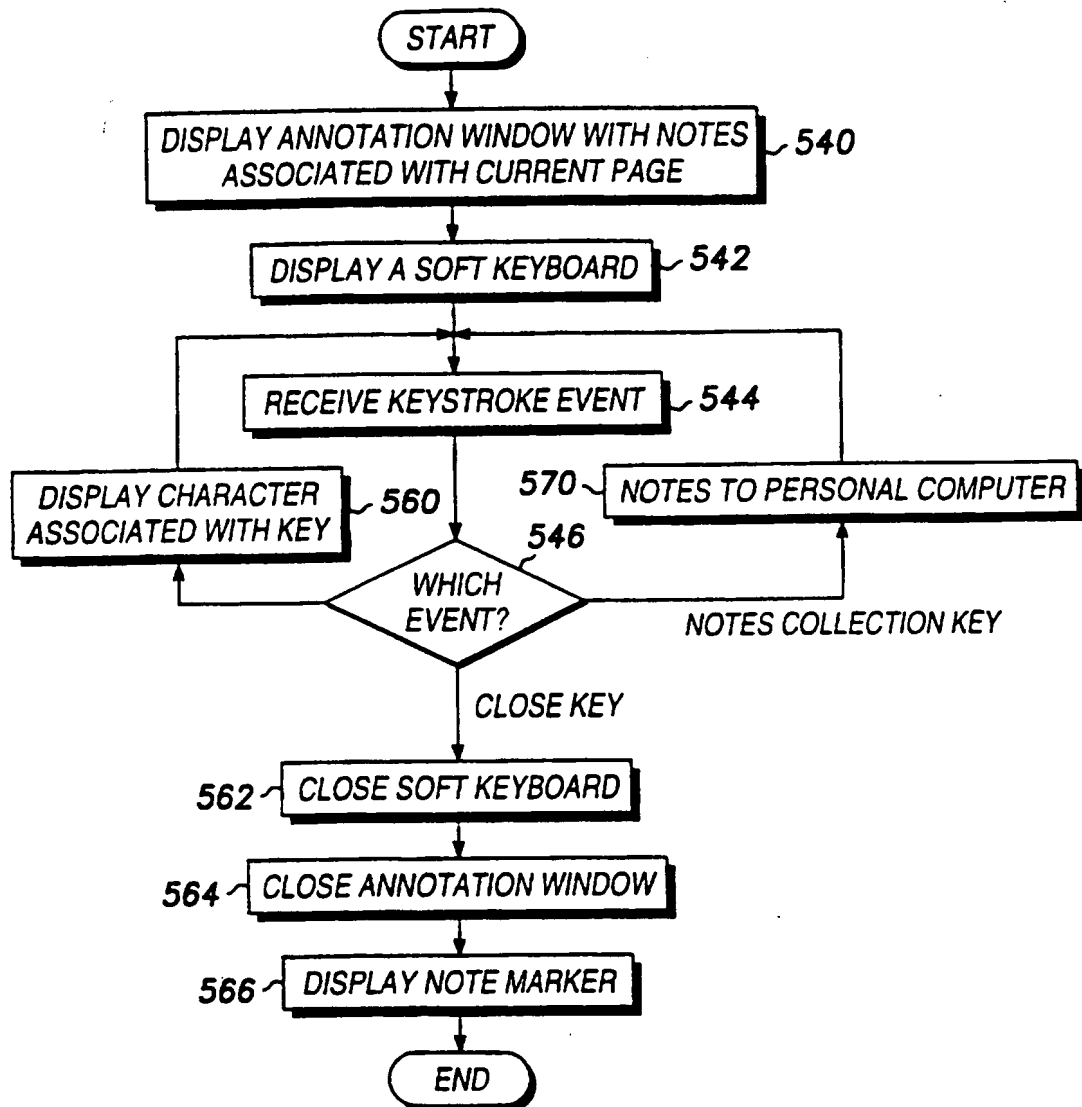 START
DISPLAY ANNOTATION WINDOW WITH NOTES
ASSOCIATED WITH CURRENT PAGE
540
DISPLAY A SOFT KEYBOARD
542
RECEIVE KEYSTROKE EVENT
544
DISPLAY CHARACTER
ASSOCIATED WITH KEY
560
570
NOTES TO PERSONAL COMPUTER
546
WHICH
EVENT?
NOTES COLLECTION KEY
CLOSE KEY
562
CLOSE SOFT KEYBOARD
564
CLOSE ANNOTATION WINDOW
566
DISPLAY NOTE MARKER
END